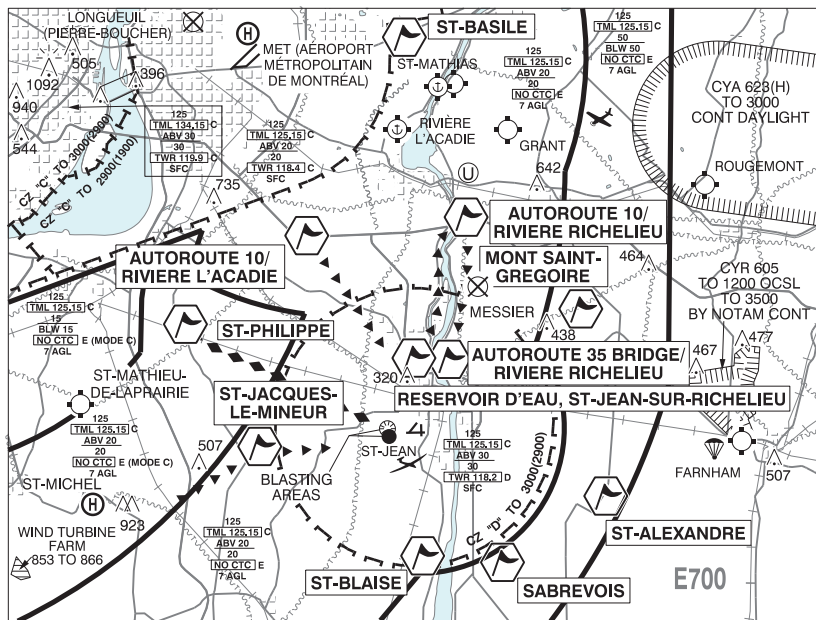 LONGUEUIL
(PIERRE-BOUCHER)
505
396
1092
940
544
H
MET (AÉROPORT
MÉTROPOLITAIN
DE MONTRÉAL)
ST-BASILE
ST-MATHIAS
125
TML 125.15 C
ABV 20
20
NO CTC E
7 AGL
125
TML 125.15 C
50
BLW 50
NO CTC E
7 AGL
CYA 623(H)
TO 3000
CONT DAYLIGHT
ROUGEMONT
RIVIÈRE
L'ACADIE
GRANT
U
642
125
TML 134.15 C
ABV 30
30
TWR 119.9 C
SFC
125
TML 125.15 C
ABV 20
20
TWR 118.4 C
SFC
CZ "C" TO 3000(2900)
CZ "C" TO 2900(1900)
735
AUTOROUTE 10/
RIVIERE L'ACADIE
AUTOROUTE 10/
RIVIERE RICHELIEU
MONT SAINT-
GREGOIRE
464
CYR 605
TO 1200 OCSL
TO 3500
BY NOTAM CONT
MESSIER
438
477
467
125
TML 125.15 C
15
BLW 15
NO CTC E (MODE C)
7 AGL
ST-PHILIPPE
AUTOROUTE 35 BRIDGE/
RIVIERE RICHELIEU
320
RESERVOIR D'EAU, ST-JEAN-SUR-RICHELIEU
ST-MATHIEU-
DE-LAPRAIRIE
ST-JACQUES-
LE-MINEUR
125
TML 125.15 C
ABV 20
20
NO CTC E (MODE C)
7 AGL
507
ST-JEAN
BLASTING
AREAS
125
TML 125.15 C
ABV 30
30
TWR 118.2 D
SFC
FARNHAM
507
ST-MICHEL
H
923
WIND TURBINE
FARM
853 TO 866
125
TML 125.15 C
ABV 20
20
NO CTC E
7 AGL
CZ "D" TO 3000(2900)
ST-ALEXANDRE
ST-BLAISE
SABREVOIS
E700